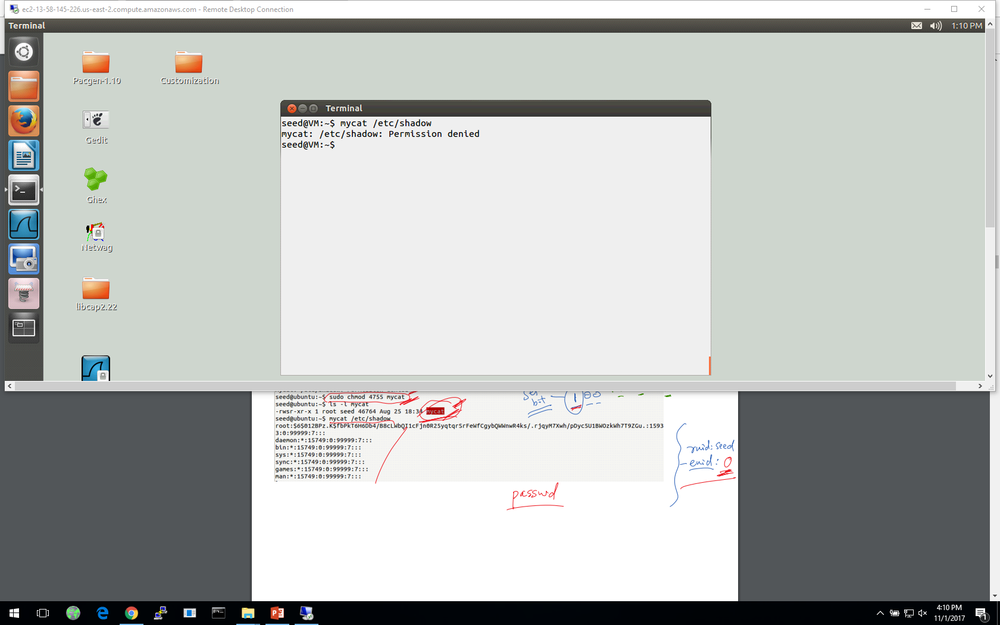 ec2-13-58-145-226.us-east-2.compute.amazonaws.com - Remote Desktop Connection
Terminal
1:10 PM
Pacgen-1.10
Customization
Gedit
Ghex
Netwag
libcap2.22
Terminal
seed@VM:~$ mycat /etc/shadow
mycat: /etc/shadow: Permission denied
seed@VM:~$
seed@ubuntu:~$ sudo chmod 4755 mycat
seed@ubuntu:~$ ls -l mycat
-rwsr-xr-x 1 root seed 46764 Aug 25 18:34 mycat
seed@ubuntu:~$ mycat /etc/shadow
root:$6$012BPz.K$fbPkT6H6Db4/B8cLWbQI1cFjn0R25yqtqrSrFeWfCgybQWWnwR4ks/.rjqyM7Xwh/pDyc5U1BWOzkWh7T9ZGu.:1593
3:0:99999:7:::
daemon:*:15749:0:99999:7:::
bin:*:15749:0:99999:7:::
sys:*:15749:0:99999:7:::
sync:*:15749:0:99999:7:::
games:*:15749:0:99999:7:::
man:*:15749:0:99999:7:::
bit
1 00
ruid: seed
euid: 0
passwd
4:10 PM
11/1/2017
1